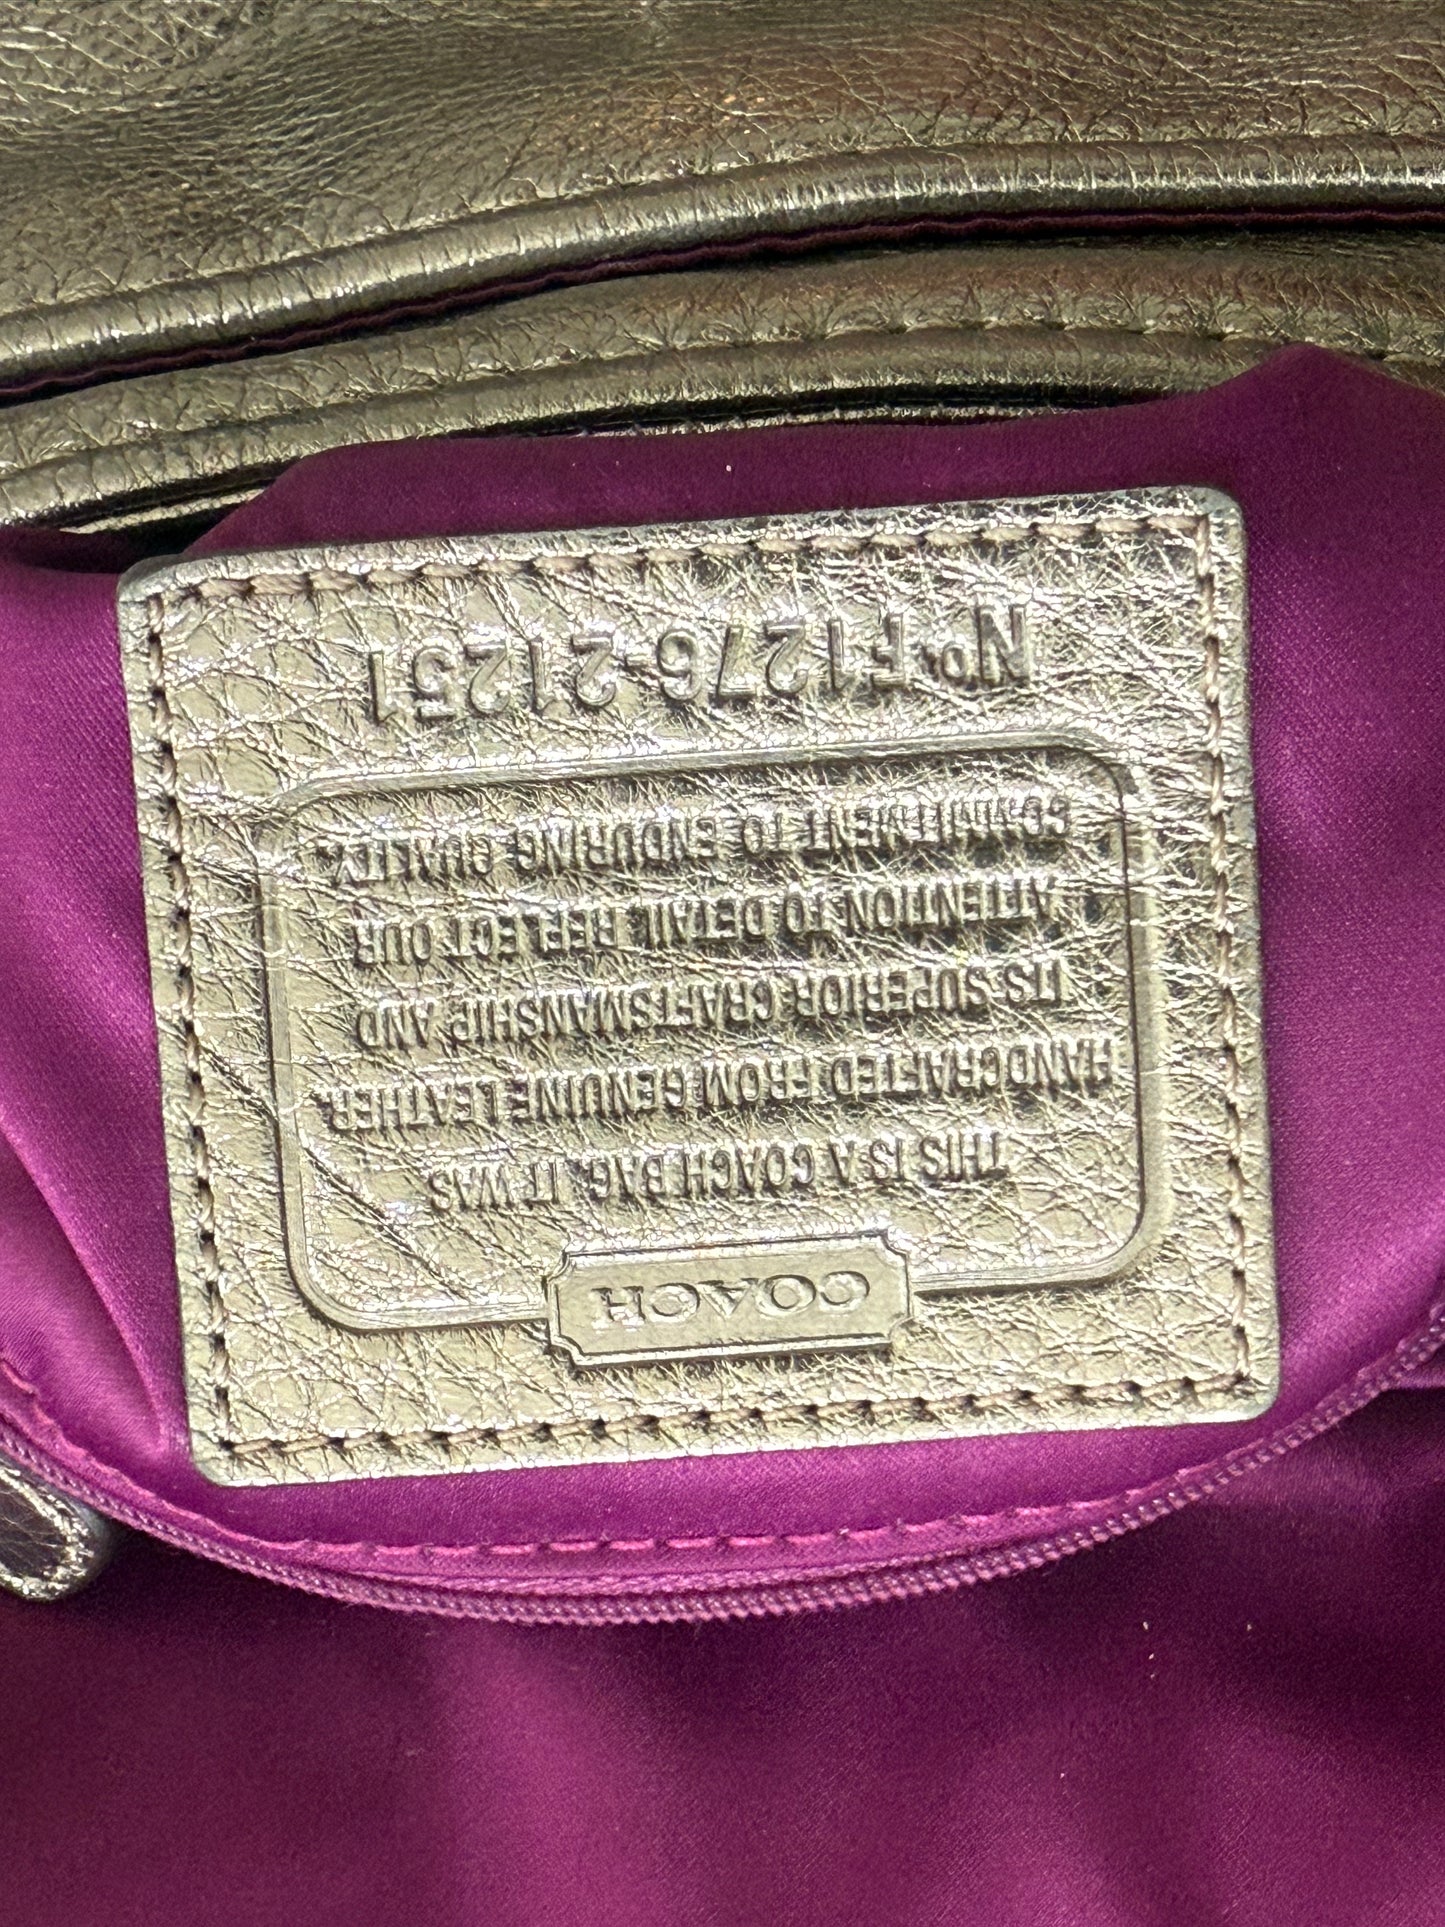 COACH
THIS IS A COACH BAG. IT WAS
HANDCRAFTED FROM GENUINE LEATHER.
ITS SUPERIOR CRAFTSMANSHIP AND
ATTENTION TO DETAIL REFLECT OUR
COMMITMENT TO ENDURING QUALITY.
Nº F1276-21251